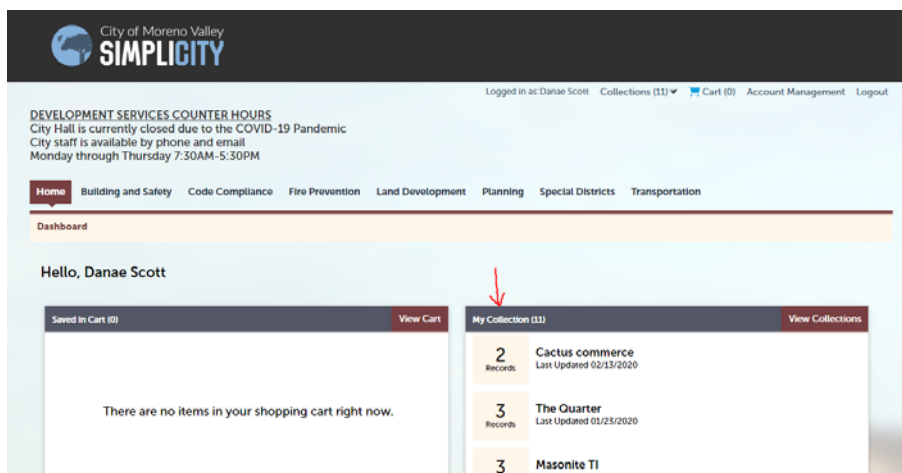 City of Moreno Valley
SIMPLICITY
Logged in as:Danae Scott Collections (11) Cart (0) Account Management Logout
DEVELOPMENT SERVICES COUNTER HOURS
City Hall is currently closed due to the COVID-19 Pandemic
City staff is available by phone and email
Monday through Thursday 7:30AM-5:30PM
Home Building and Safety Code Compliance Fire Prevention Land Development Planning Special Districts Transportation
Dashboard
Hello, Danae Scott
Saved in Cart (0) View Cart
My Collection (11) View Collections
There are no items in your shopping cart right now.
2 Cactus commerce
Records Last Updated 02/13/2020
3 The Quarter
Records Last Updated 01/23/2020
3 Masonite TI